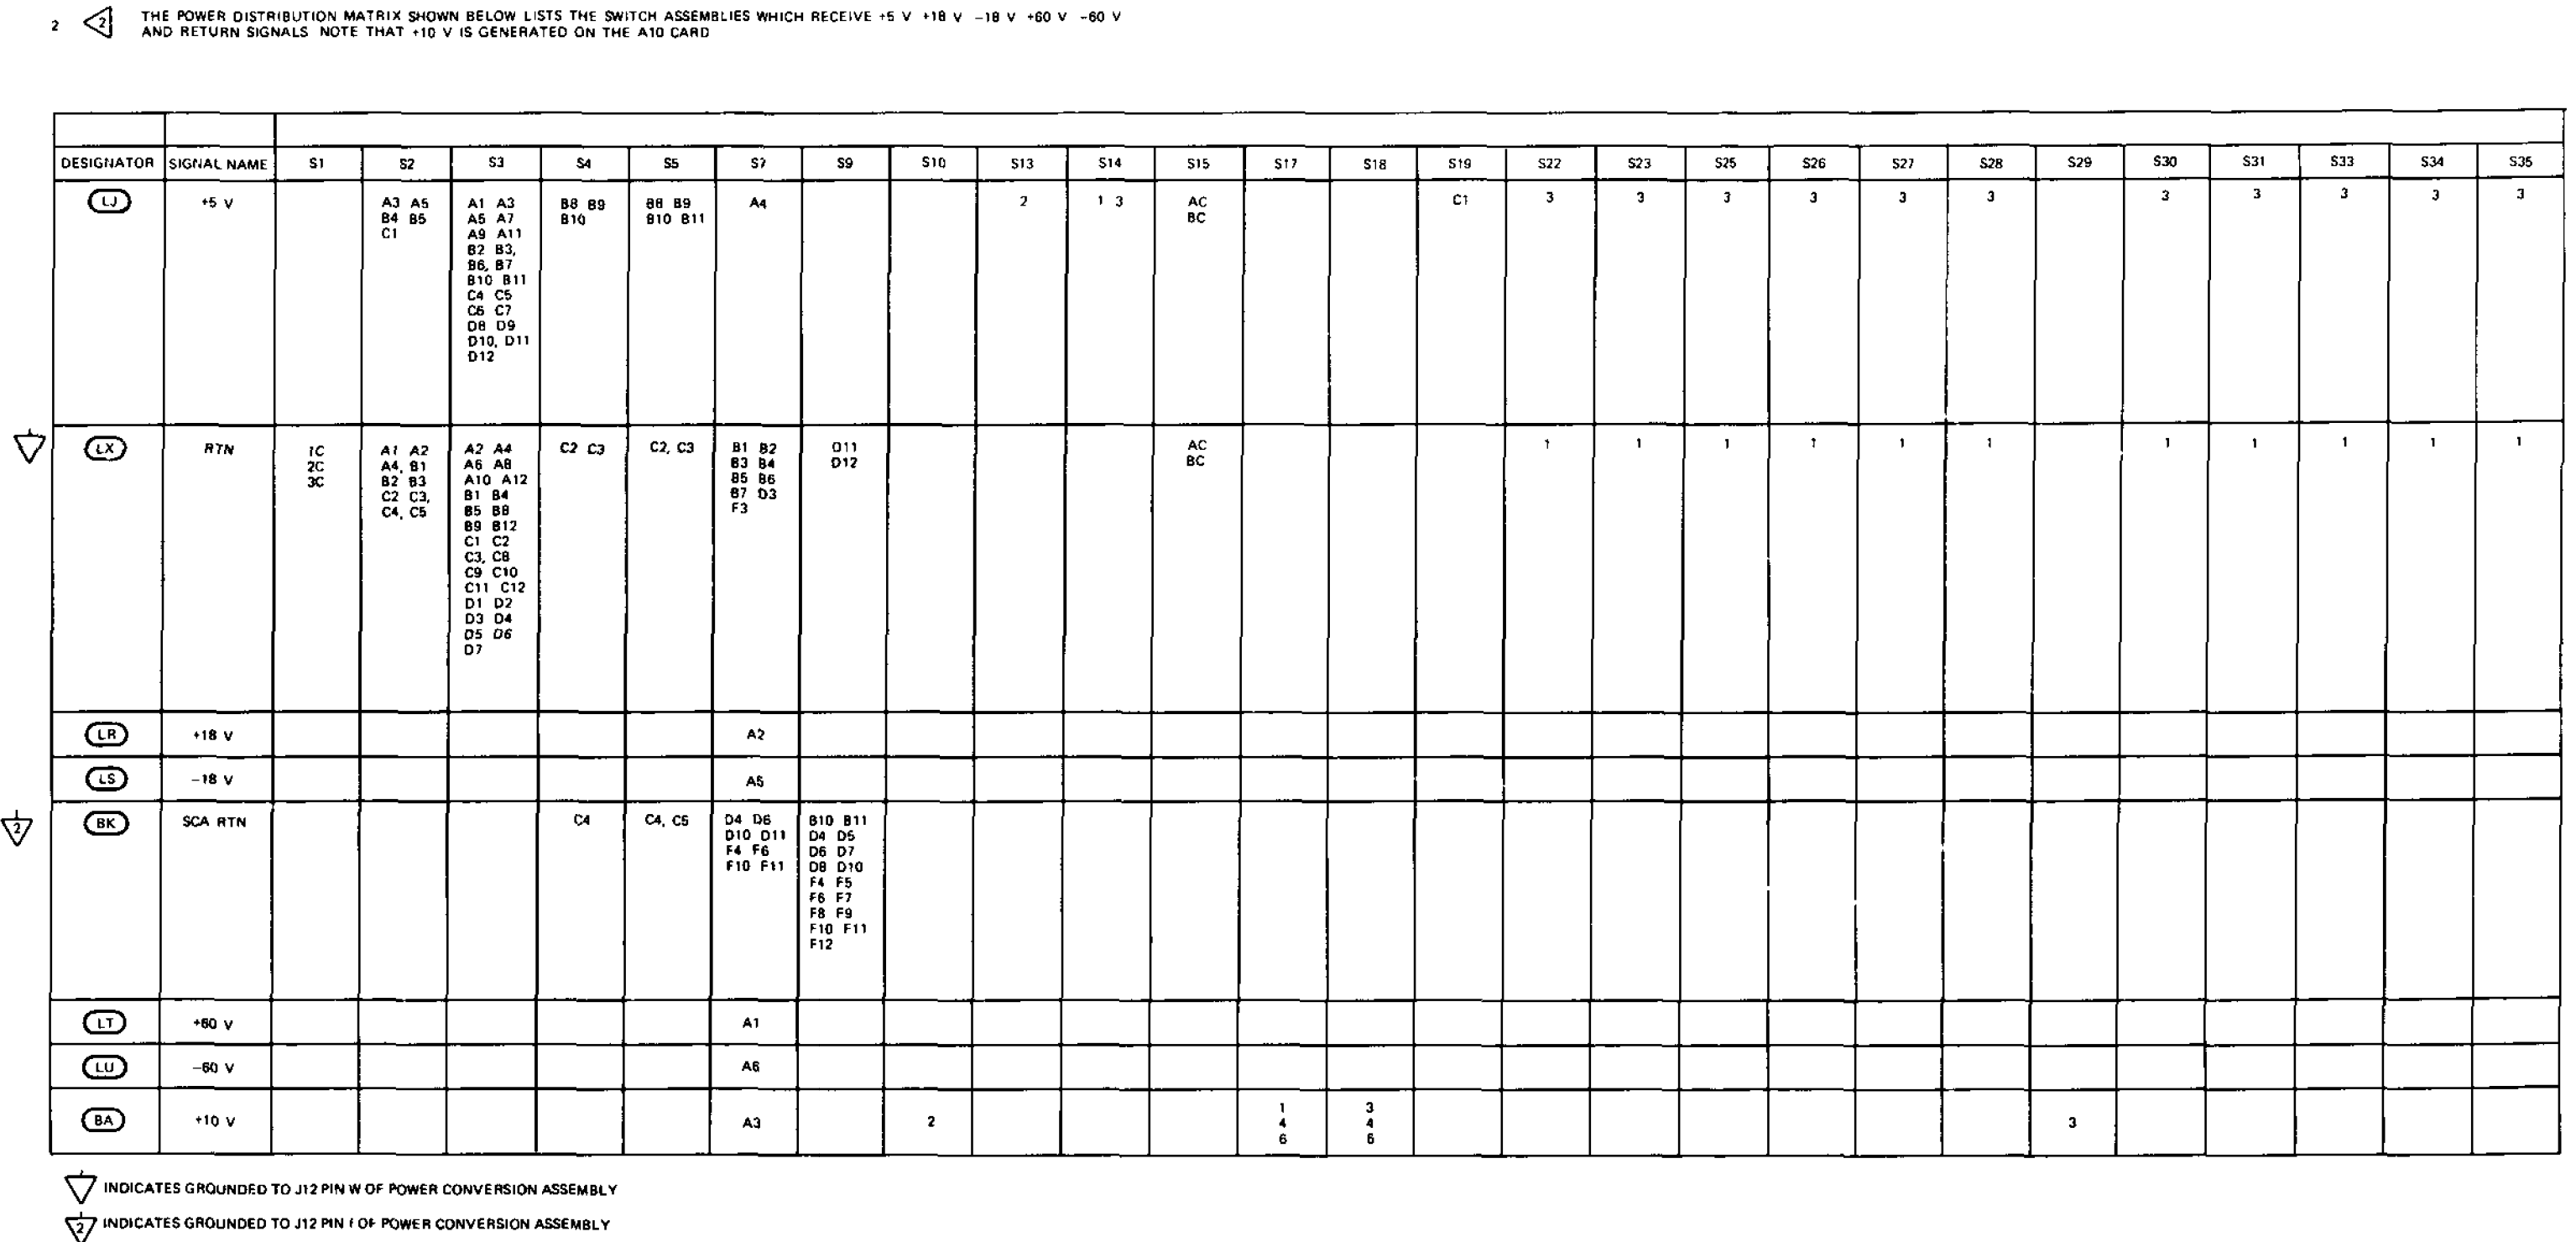 2 2 THE POWER DISTRIBUTION MATRIX SHOWN BELOW LISTS THE SWITCH ASSEMBLIES WHICH RECEIVE +5 V +18 V -18 V +60 V -60 V
AND RETURN SIGNALS NOTE THAT +10 V IS GENERATED ON THE A10 CARD
DESIGNATOR SIGNAL NAME S1 S2 S3 S4 S5 S7 S9 S10 S13 S14 S15 S17 S18 S19 S22 S23 S25 S26 S27 S28 S29 S30 S31 S33 S34 S35
LJ +5 V A3 A5 A1 A3 B8 B9 B8 B9 A4 2 1 3 AC C1 3 3 3 3 3 3 3 3 3 3 3
B4 B5 A5 A7 B10 B10 B11 BC
C1 A9 A11
B2 B3,
B6, B7
B10 B11
C4 C5
C6 C7
D8 D9
D10, D11
D12
LX RTN 1C A1 A2 A2 A4 C2 C3 C2, C3 B1 B2 D11 AC 1 1 1 1 1 1 1 1 1 1 1
2C A4, B1 A6 A8 B3 B4 D12 BC
3C B2 B3 A10 A12 B5 B6
C2 C3, B1 B4 B7 D3
C4, C5 B5 B8 F3
B9 B12
C1 C2
C3, C8
C9 C10
C11 C12
D1 D2
D3 D4
D5 D6
D7
LR +18 V A2
LS -18 V A5
2 BK SCA RTN C4 C4, C5 D4 D6 B10 B11
D10 D11 D4 D5
F4 F6 D6 D7
F10 F11 D8 D10
F4 F5
F6 F7
F8 F9
F10 F11
F12
LT +60 V A1
LU -60 V A6
1 3
BA +10 V A3 2 4 4 3
6 6
INDICATES GROUNDED TO J12 PIN W OF POWER CONVERSION ASSEMBLY
2 INDICATES GROUNDED TO J12 PIN f OF POWER CONVERSION ASSEMBLY